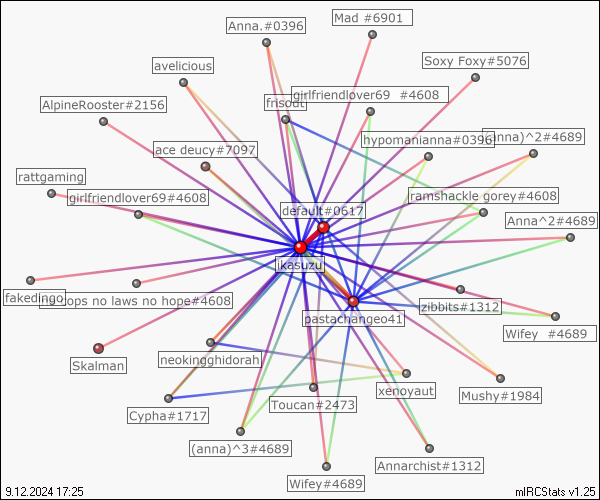 Mad #6901
Anna.#0396
Soxy Foxy#5076
avelicious
girlfriendlover69 #4608
frisout
AlpineRooster#2156
hypomanianna#0396
(anna)^2#4689
ace deucy#7097
rattgaming
girlfriendlover69#4608
ramshackle gorey#4608
default#0617
Anna^2#4689
jkasuzu
fakeding
no cops no laws no hope#4608
zibbits#1312
pastachangeo41
Wifey #4689
neokingghidorah
Skalman
xenoyaut
Mushy#1984
Toucan#2473
Cypha#1717
(anna)^3#4689
Annarchist#1312
Wifey#4689
9.12.2024 17:25
mIRCStats v1.25